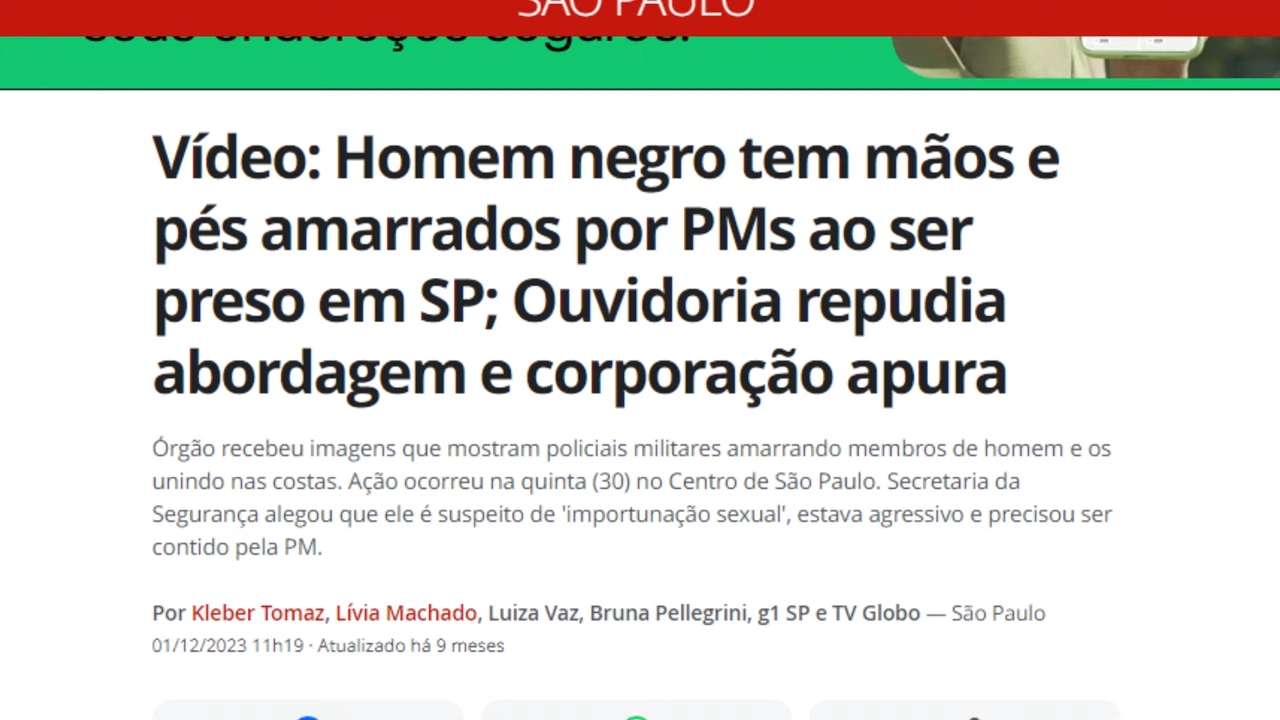 SÃO PAULO
seus endereços seguros.
Vídeo: Homem negro tem mãos e
pés amarrados por PMs ao ser
preso em SP; Ouvidoria repudia
abordagem e corporação apura
Órgão recebeu imagens que mostram policiais militares amarrando membros de homem e os
unindo nas costas. Ação ocorreu na quinta (30) no Centro de São Paulo. Secretaria da
Segurança alegou que ele é suspeito de 'importunação sexual', estava agressivo e precisou ser
contido pela PM.
Por Kleber Tomaz, Lívia Machado, Luiza Vaz, Bruna Pellegrini, g1 SP e TV Globo — São Paulo
01/12/2023 11h19 · Atualizado há 9 meses